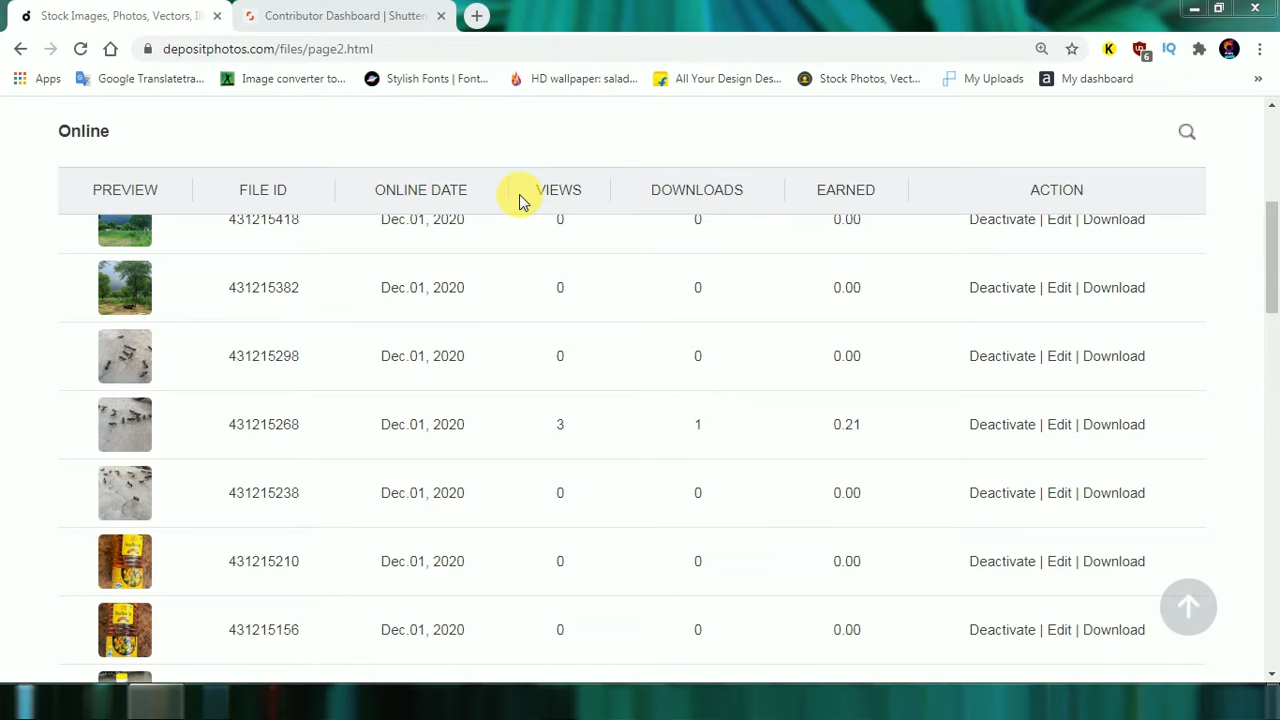 Stock Images, Photos, Vectors, Ill
Contributor Dashboard | Shutters
depositphotos.com/files/page2.html
6
Apps
Google Translatetra...
Image converter to...
Stylish Fonts | Font...
HD wallpaper: salad...
All Your Design Des...
Stock Photos, Vect...
My Uploads
My dashboard
»
Online
PREVIEW FILE ID ONLINE DATE VIEWS DOWNLOADS EARNED ACTION
431215418 Dec.01, 2020 0 0 0.00 Deactivate | Edit | Download
431215382 Dec.01, 2020 0 0 0.00 Deactivate | Edit | Download
431215298 Dec.01, 2020 0 0 0.00 Deactivate | Edit | Download
431215268 Dec.01, 2020 3 1 0.21 Deactivate | Edit | Download
431215238 Dec.01, 2020 0 0 0.00 Deactivate | Edit | Download
431215210 Dec.01, 2020 0 0 0.00 Deactivate | Edit | Download
431215156 Dec.01, 2020 0 0 0.00 Deactivate | Edit | Download